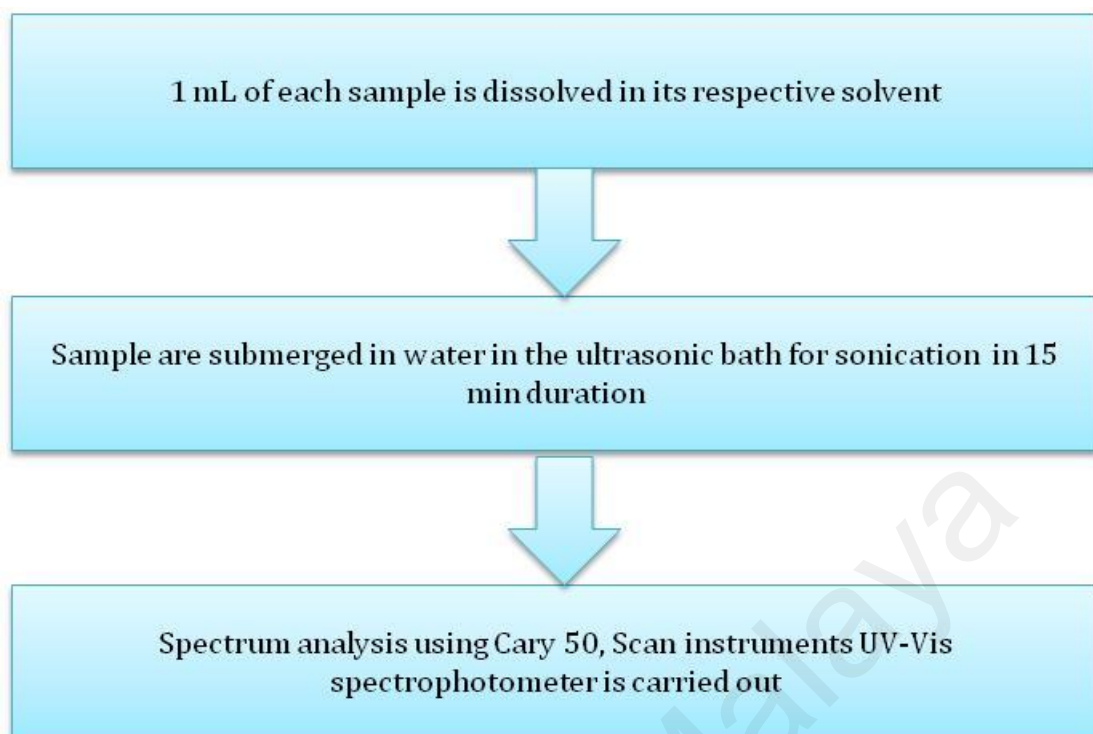 1 mL of each sample is dissolved in its respective solvent
Sample are submerged in water in the ultrasonic bath for sonication in 15
min duration
Spectrum analysis using Cary 50, Scan instruments UV-Vis
spectrophotometer is carried out
Malaya